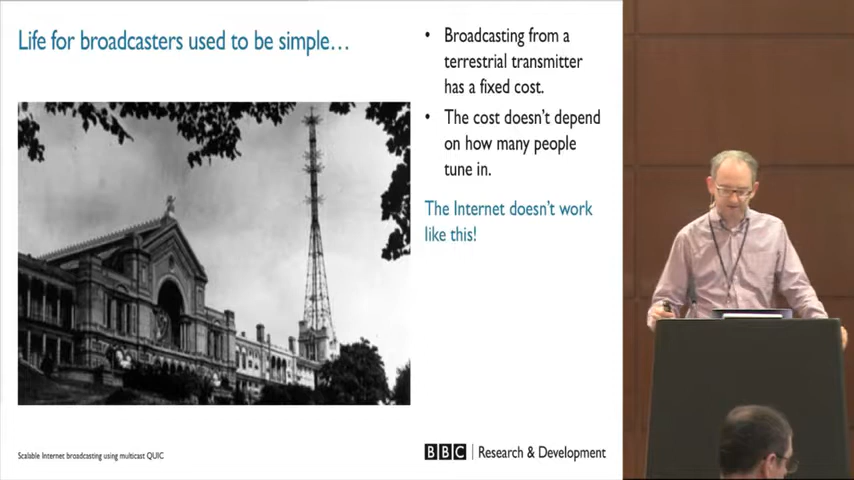 Life for broadcasters used to be simple…
• Broadcasting from a
terrestrial transmitter
has a fixed cost.
• The cost doesn't depend
on how many people
tune in.
The Internet doesn't work
like this!
Scalable Internet broadcasting using multicast QUIC
BBC | Research & Development